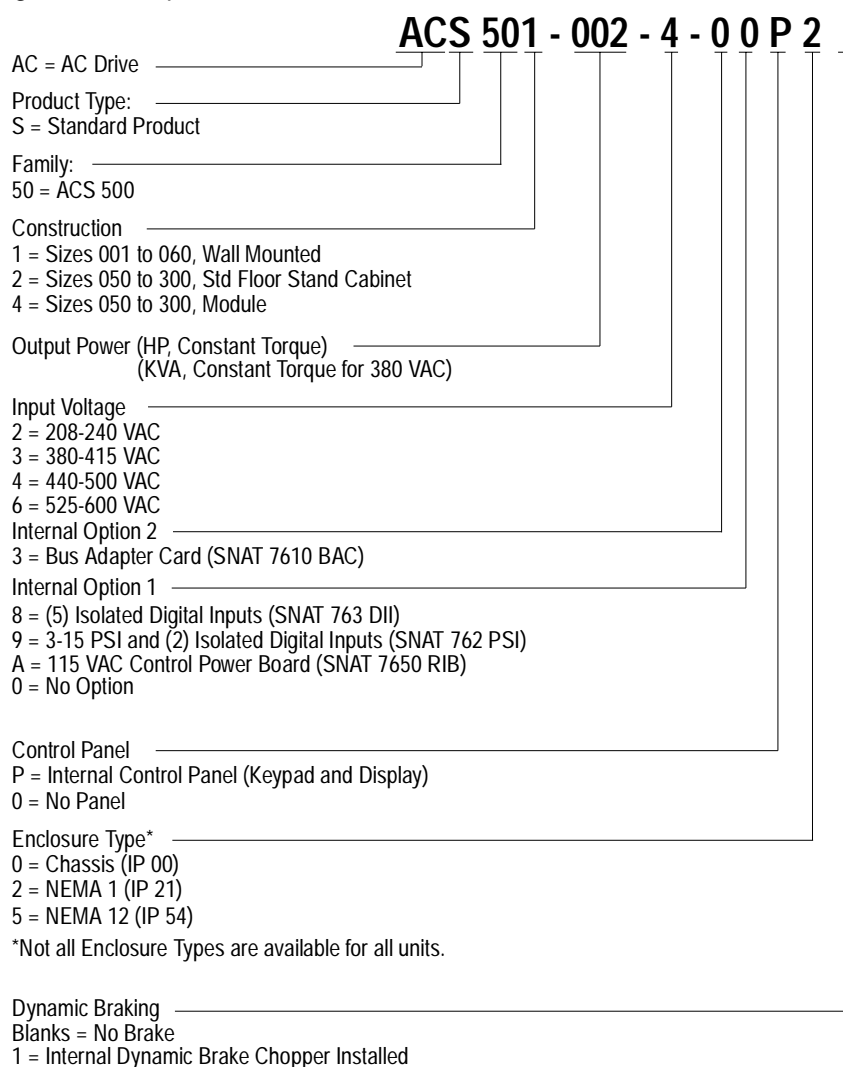 ACS 501 - 002 - 4 - 0 0 P 2
AC = AC Drive
Product Type:
S = Standard Product
Family:
50 = ACS 500
Construction
1 = Sizes 001 to 060, Wall Mounted
2 = Sizes 050 to 300, Std Floor Stand Cabinet
4 = Sizes 050 to 300, Module
Output Power (HP, Constant Torque)
(KVA, Constant Torque for 380 VAC)
Input Voltage
2 = 208-240 VAC
3 = 380-415 VAC
4 = 440-500 VAC
6 = 525-600 VAC
Internal Option 2
3 = Bus Adapter Card (SNAT 7610 BAC)
Internal Option 1
8 = (5) Isolated Digital Inputs (SNAT 763 DII)
9 = 3-15 PSI and (2) Isolated Digital Inputs (SNAT 762 PSI)
A = 115 VAC Control Power Board (SNAT 7650 RIB)
0 = No Option
Control Panel
P = Internal Control Panel (Keypad and Display)
0 = No Panel
Enclosure Type*
0 = Chassis (IP 00)
2 = NEMA 1 (IP 21)
5 = NEMA 12 (IP 54)
*Not all Enclosure Types are available for all units.
Dynamic Braking
Blanks = No Brake
1 = Internal Dynamic Brake Chopper Installed